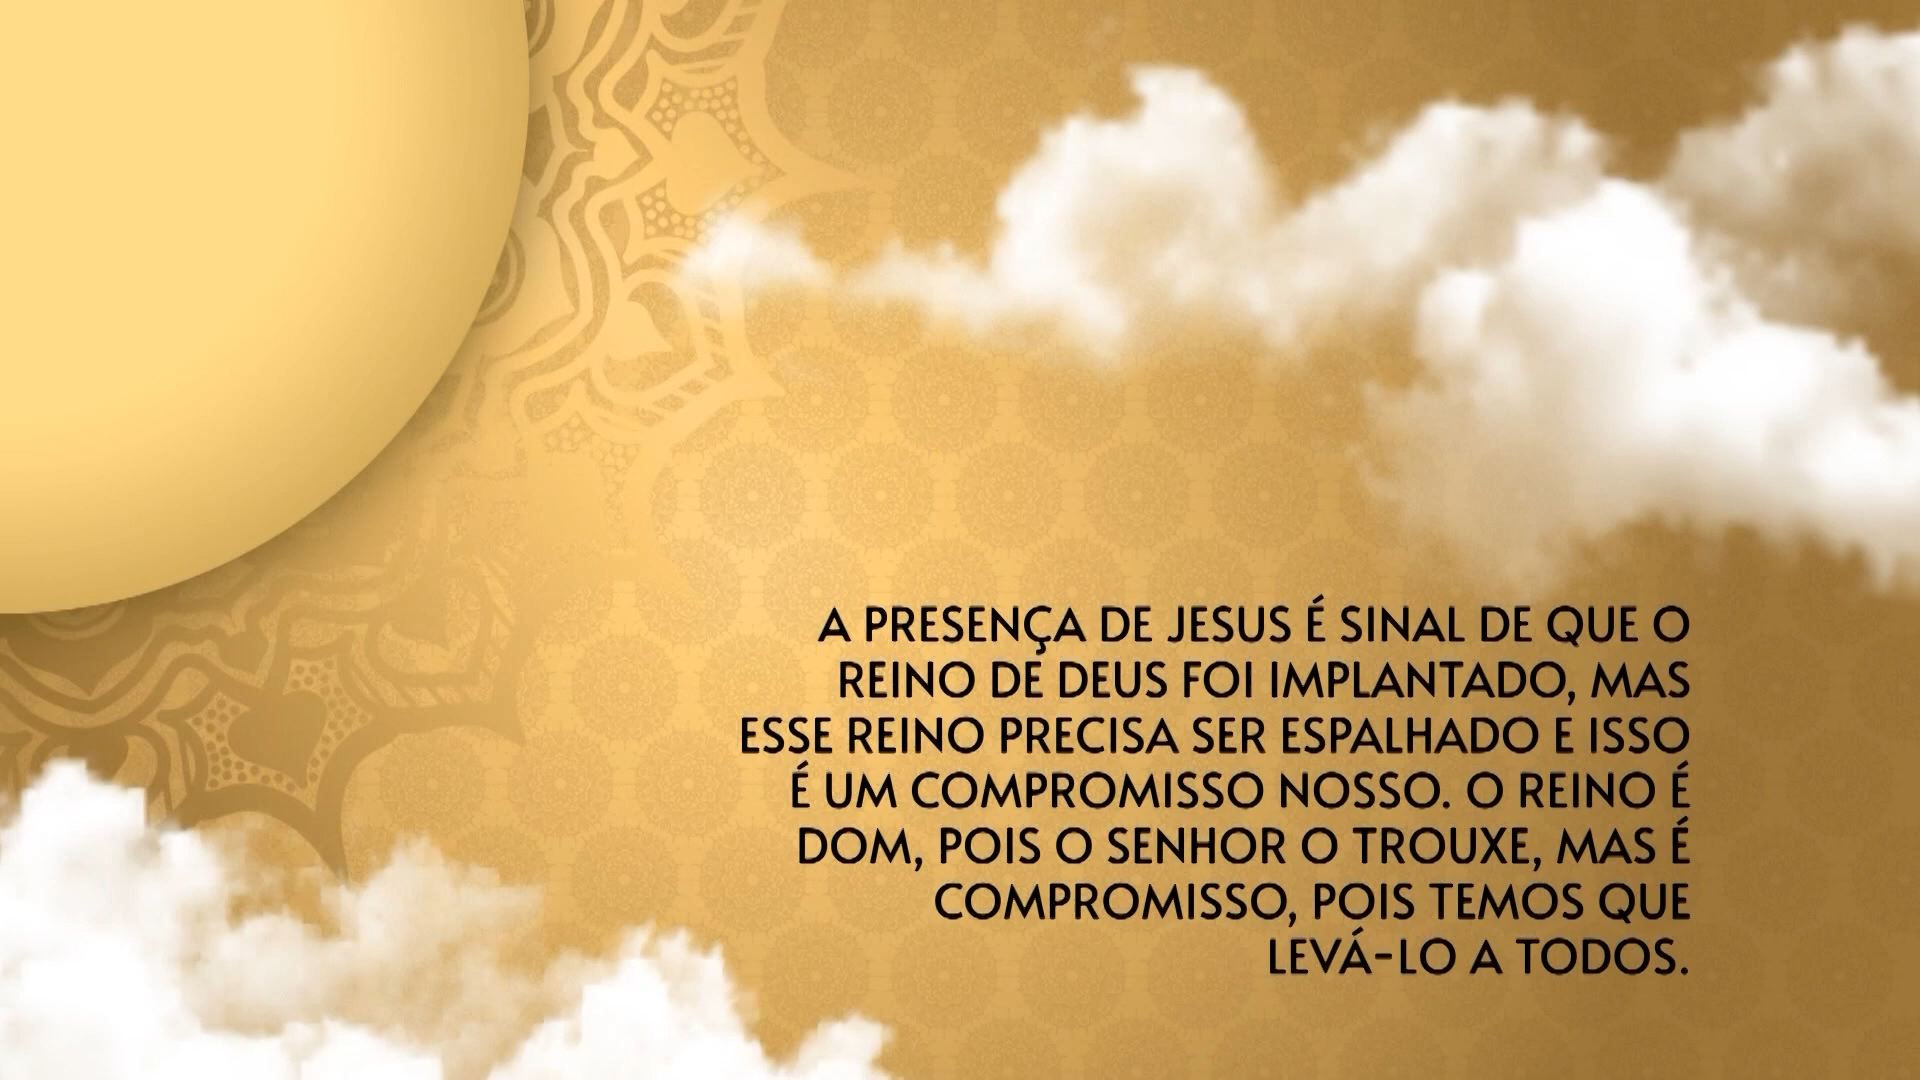 A PRESENÇA DE JESUS É SINAL DE QUE O
REINO DE DEUS FOI IMPLANTADO, MAS
ESSE REINO PRECISA SER ESPALHADO E ISSO
É UM COMPROMISSO NOSSO. O REINO É
DOM, POIS O SENHOR O TROUXE, MAS É
COMPROMISSO, POIS TEMOS QUE
LEVÁ-LO A TODOS.